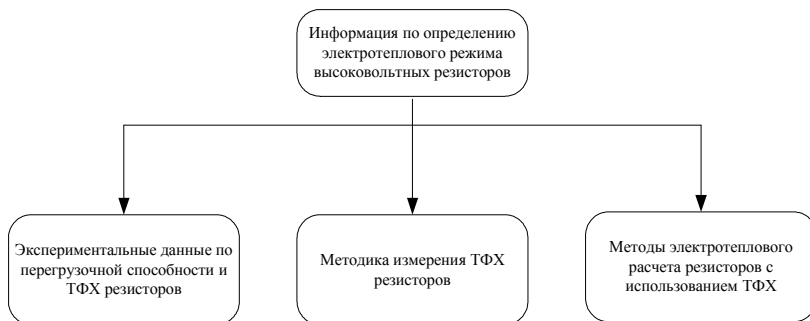 Информация по определению
электротеплового режима
высоковольтных резисторов
Экспериментальные данные по
перегрузочной способности и
ТФХ резисторов
Методика измерения ТФХ
резисторов
Методы электротеплового
расчета резисторов с
использованием ТФХ